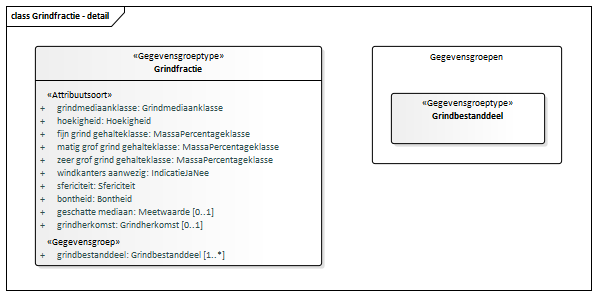 class Grindfractie - detail
«Gegevensgroeptype»
Grindfractie
«Attribuutsoort»
+ grindmediaanklasse: Grindmediaanklasse
+ hoekigheid: Hoekigheid
+ fijn grind gehalteklasse: MassaPercentageklasse
+ matig grof grind gehalteklasse: MassaPercentageklasse
+ zeer grof grind gehalteklasse: MassaPercentageklasse
+ windkanters aanwezig: IndicatieJaNee
+ sfericiteit: Sfericiteit
+ bontheid: Bontheid
+ geschatte mediaan: Meetwaarde [0..1]
+ grindherkomst: Grindherkomst [0..1]
«Gegevensgroep»
+ grindbestanddeel: Grindbestanddeel [1..*]
Gegevensgroepen
«Gegevensgroeptype»
Grindbestanddeel